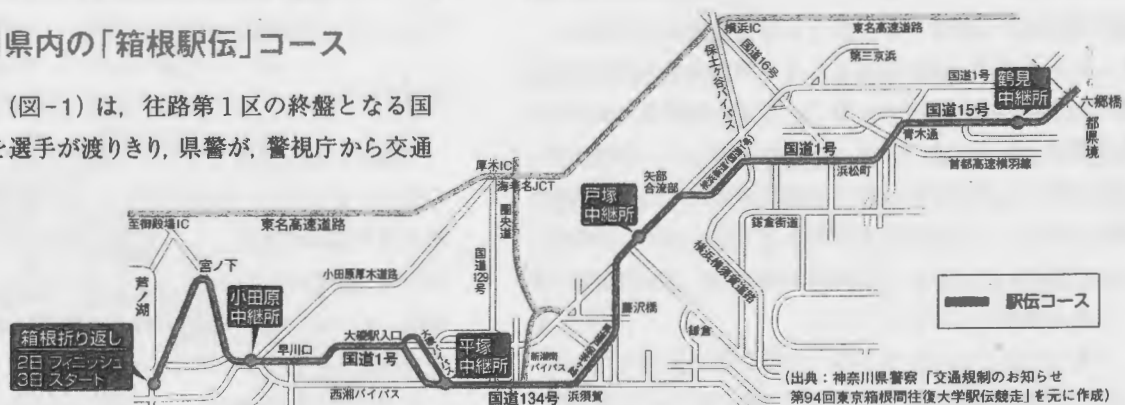 県内の「箱根駅伝」コース
(図-1) は, 往路第1区の終盤となる国
を選手が渡りきり, 県警が, 警視庁から交通
横浜IC
東名高速道路
国道16号
保土ヶ谷バイパス
第三京浜
国道1号
鶴見
中継所
六郷橋
都県境
国道15号
青木通
首都高速横羽線
国道1号
浜松町
厚木IC
海老名JCT
圏央道
矢部
合流部
戸塚
中継所
鎌倉街道
横浜横須賀道路
至御殿場IC
東名高速道路
宮ノ下
芦ノ湖
小田原
中継所
小田原厚木道路
国道129号
藤沢橋
鎌倉
駅伝コース
箱根折り返し
2日 フィニッシュ
3日 スタート
早川口
大磯駅入口
国道1号
平塚
中継所
新湘南
バイパス
西湘バイパス
国道134号
浜須賀
(出典:神奈川県警察「交通規制のお知らせ
第94回東京箱根間往復大学駅伝競走」を元に作成)